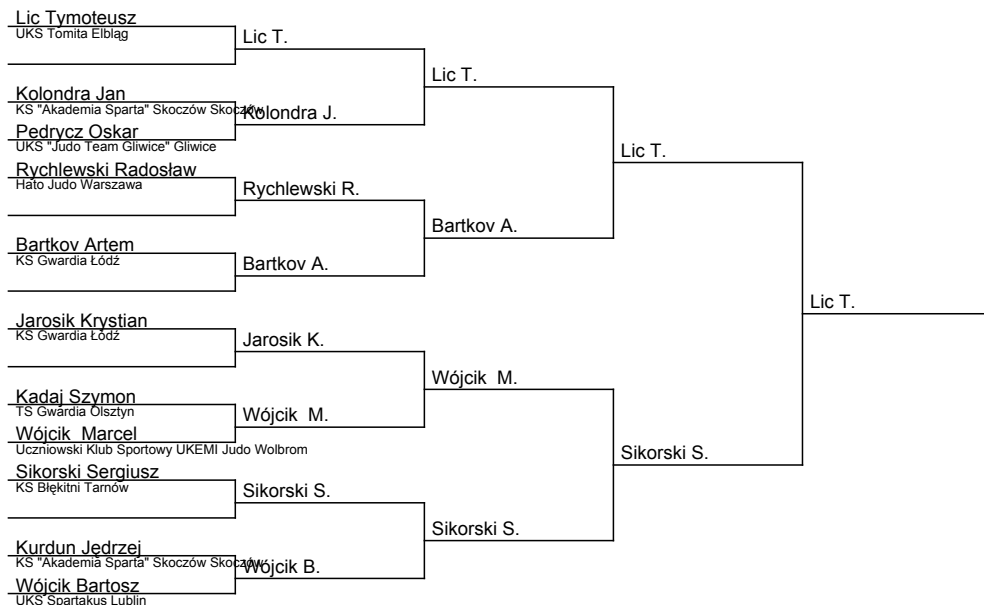 Lic Tymoteusz
UKS Tomita Elbląg
Lic T.
Lic T.
Kolondra Jan
KS "Akademia Sparta" Skoczów Skoczów
Kolondra J.
Pedrycz Oskar
UKS "Judo Team Gliwice" Gliwice
Lic T.
Rychlewski Radosław
Hato Judo Warszawa
Rychlewski R.
Bartkov A.
Bartkov Artem
KS Gwardia Łódź
Bartkov A.
Lic T.
Jarosik Krystian
KS Gwardia Łódź
Jarosik K.
Wójcik  M.
Kadaj Szymon
TS Gwardia Olsztyn
Wójcik  M.
Wójcik  Marcel
Uczniowski Klub Sportowy UKEMI Judo Wolbrom
Sikorski S.
Sikorski Sergiusz
KS Błękitni Tarnów
Sikorski S.
Sikorski S.
Kurdun Jędrzej
KS "Akademia Sparta" Skoczów Skoczów
Wójcik B.
Wójcik Bartosz
UKS Spartakus Lublin